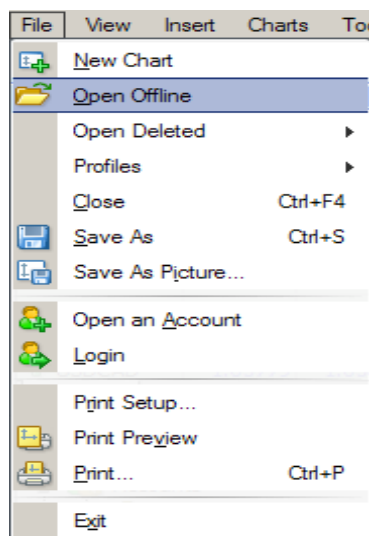 File View Insert Charts To
New Chart
Open Offline
Open Deleted
Profiles
Close Ctrl+F4
Save As Ctrl+S
Save As Picture...
Open an Account
Login
Print Setup...
Print Preview
Print... Ctrl+P
Exit